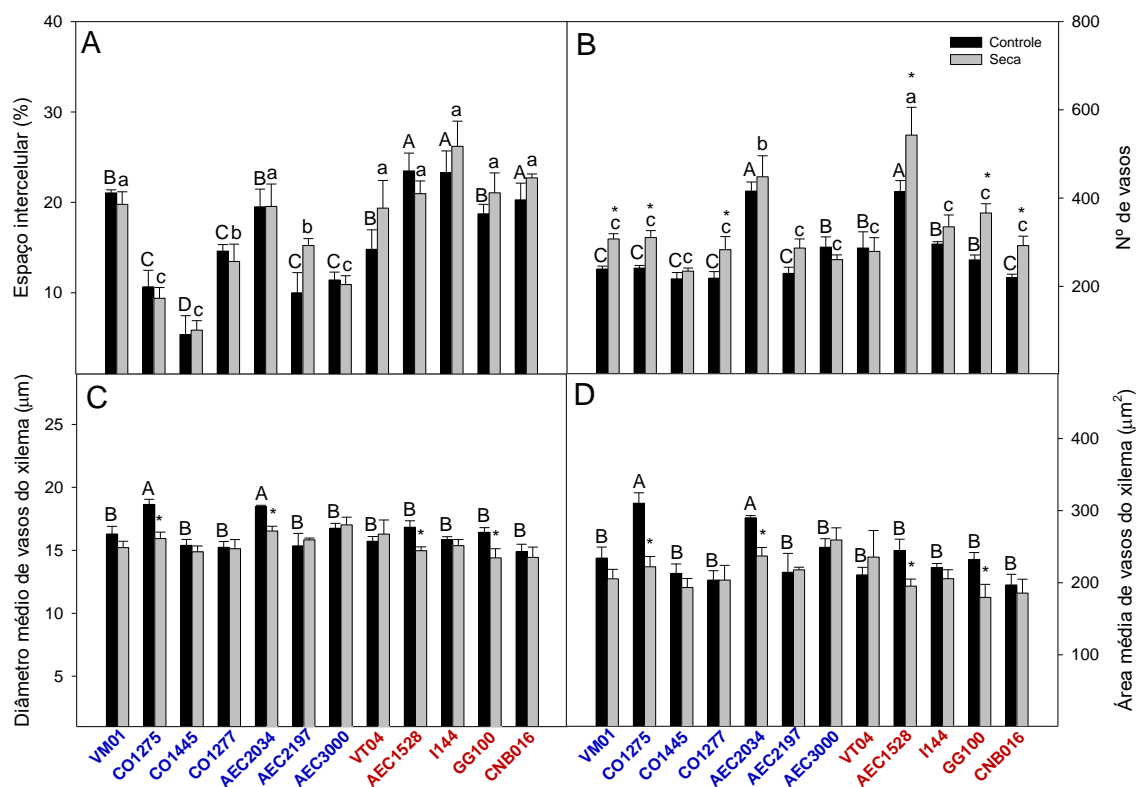 A
Espaço intercelular (%)
40
30
20
10
B a
C c
D c
C b
B a
C b
C c
B a
A a
A a
B a
A a
B
Controle
Seca
Nº de vasos
800
600
400
200
C c *
C c *
C c
C c *
A b
C c
B c
B c
A a *
B c
B c *
C c *
C
Diâmetro médio de vasos do xilema (µm)
25
20
15
10
5
B
A *
B
B
A *
B
B
B
B *
B
B *
B
D
Área média de vasos do xilema (µm²)
400
300
200
100
B
A *
B
B
A *
B
B
B
B *
B
B *
B
VM01 CO1275 CO1445 CO1277 AEC2034 AEC2197 AEC3000 VT04 AEC1528 I144 GG100 CNB016
VM01 CO1275 CO1445 CO1277 AEC2034 AEC2197 AEC3000 VT04 AEC1528 I144 GG100 CNB016